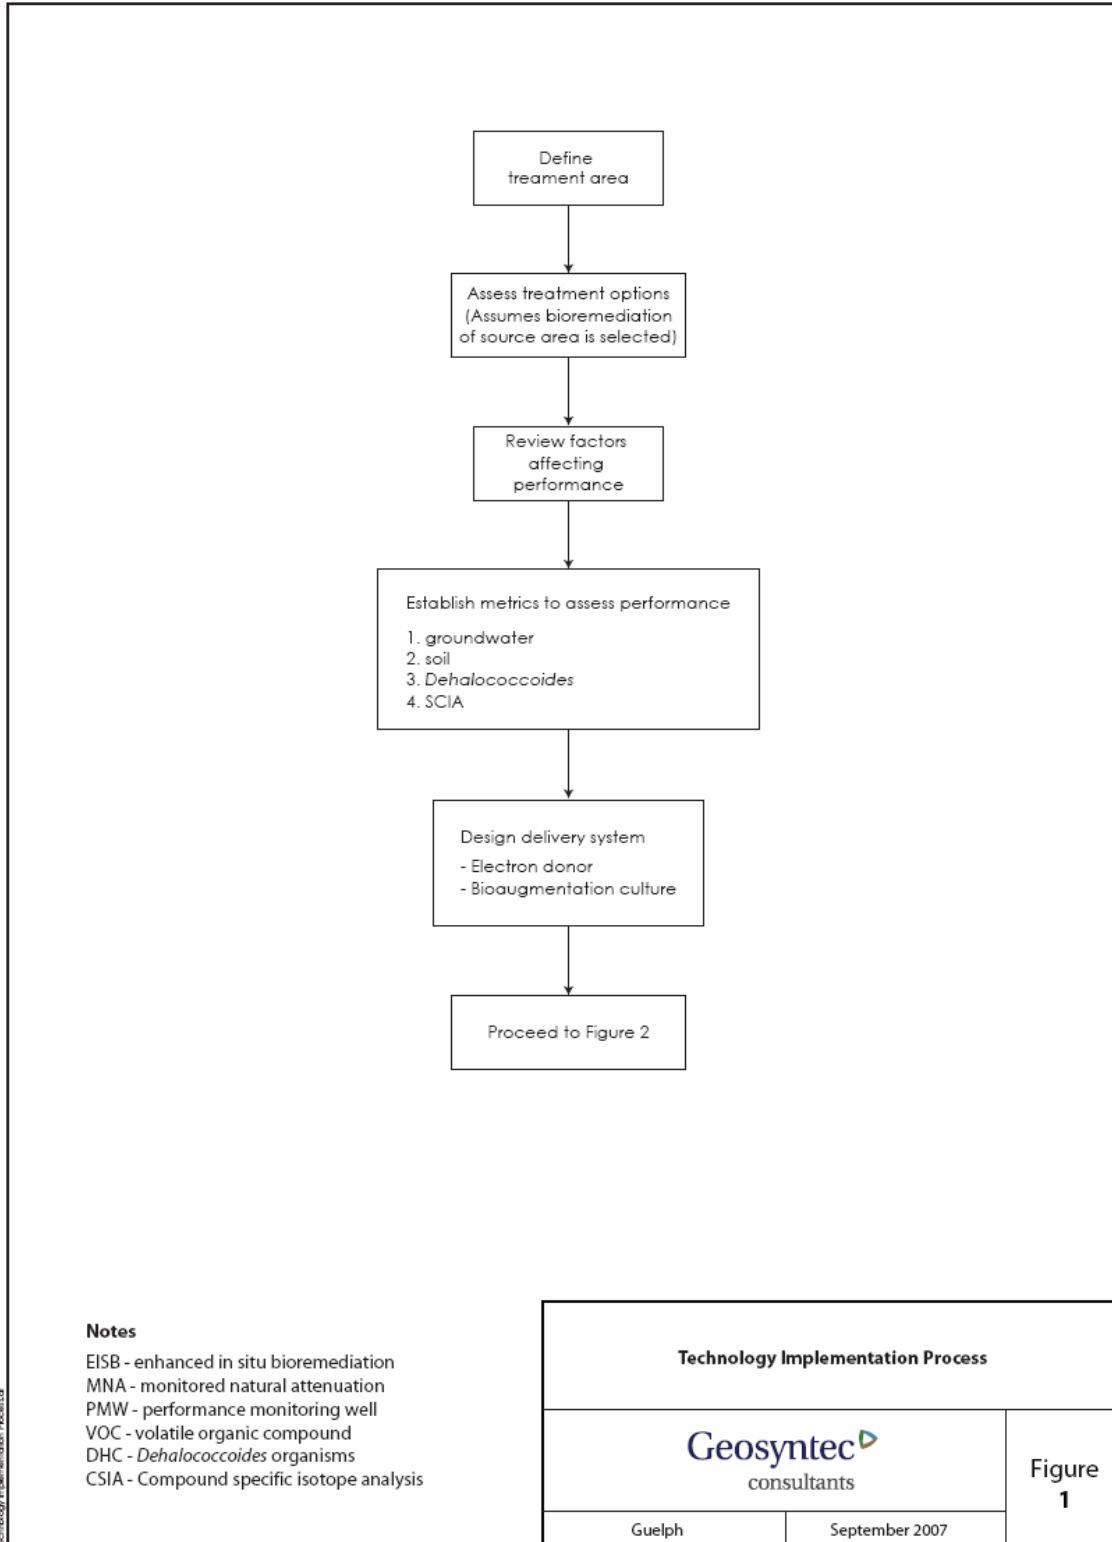 Define
treament area
Assess treatment options
(Assumes bioremediation
of source area is selected)
Review factors
affecting
performance
Establish metrics to assess performance
1. groundwater
2. soil
3. Dehalococcoides
4. SCIA
Design delivery system
- Electron donor
- Bioaugmentation culture
Proceed to Figure 2
Notes
EISB - enhanced in situ bioremediation
MNA - monitored natural attenuation
PMW - performance monitoring well
VOC - volatile organic compound
DHC - Dehalococcoides organisms
CSIA - Compound specific isotope analysis
Technology Implementation Process
Geosyntec
consultants
Figure
1
Guelph
September 2007